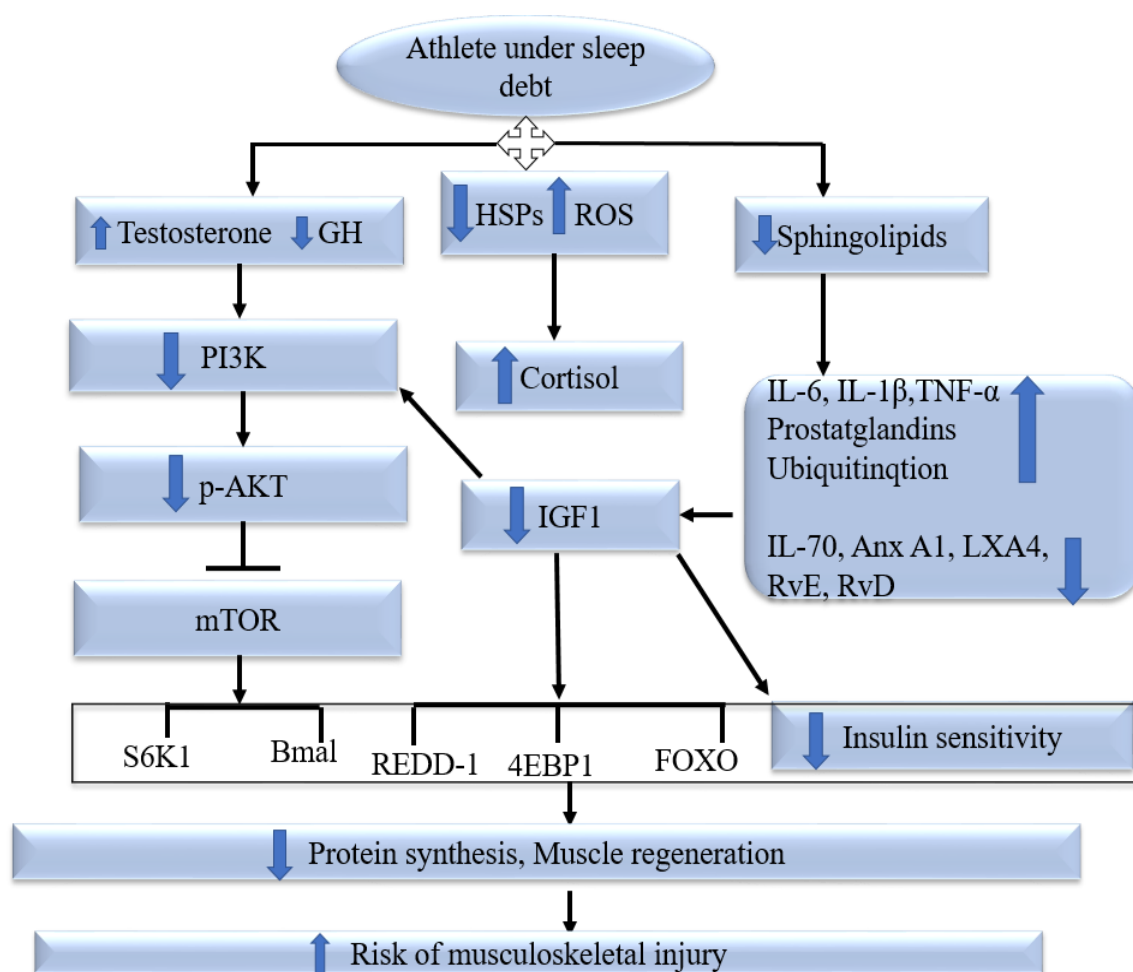 Athlete under sleep
debt
Testosterone GH
HSPs ROS
Sphingolipids
PI3K
Cortisol
IL-6, IL-1β,TNF-α
Prostatglandins
Ubiquitinqtion
p-AKT
IGF1
IL-70, Anx A1, LXA4,
RvE, RvD
mTOR
S6K1
Bmal
REDD-1
4EBP1
FOXO
Insulin sensitivity
Protein synthesis, Muscle regeneration
Risk of musculoskeletal injury